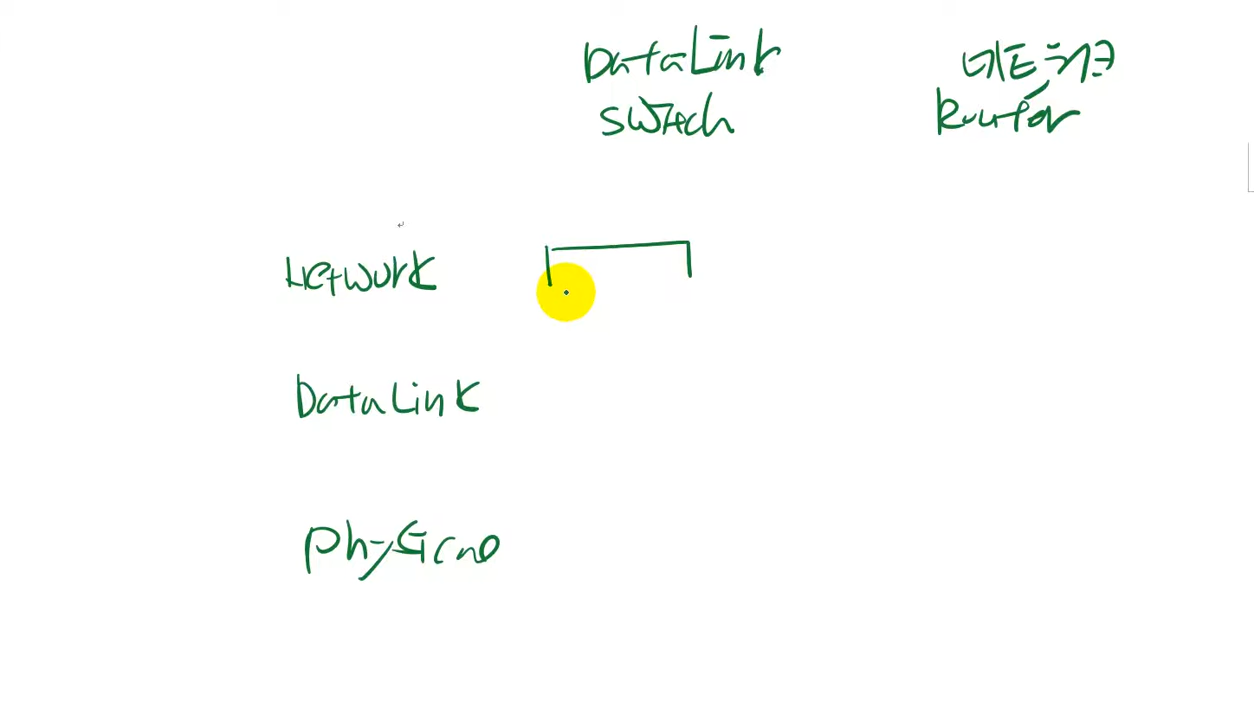 DataLink
switch
네트워크
Router
Network
DataLink
physical